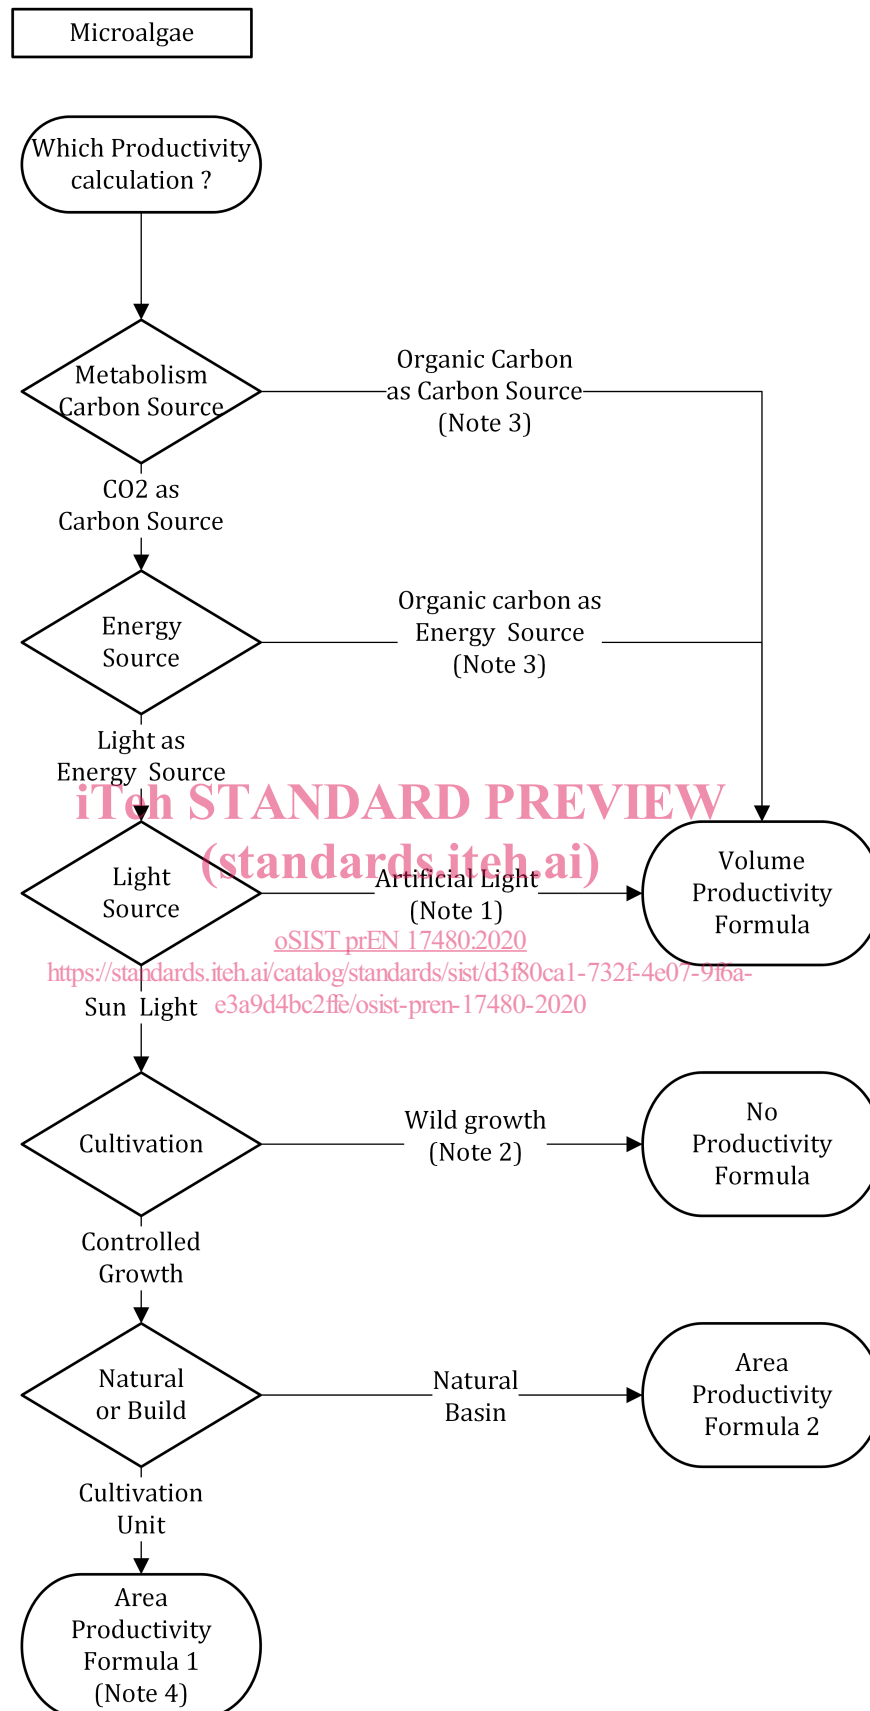 Microalgae
Which Productivity
calculation ?
Metabolism
Carbon Source
Organic Carbon
as Carbon Source
(Note 3)
CO2 as
Carbon Source
Energy
Source
Organic carbon as
Energy Source
(Note 3)
Light as
Energy Source
iTeh STANDARD PREVIEW
(standards.iteh.ai)
Light
Source
Artificial Light
(Note 1)
Volume
Productivity
Formula
oSIST prEN 17480:2020
https://standards.iteh.ai/catalog/standards/sist/d3f80ca1-732f-4e07-9f6a-
e3a9d4bc2ffe/osist-pren-17480-2020
Sun Light
Cultivation
Wild growth
(Note 2)
No
Productivity
Formula
Controlled
Growth
Natural
or Build
Natural
Basin
Area
Productivity
Formula 2
Cultivation
Unit
Area
Productivity
Formula 1
(Note 4)